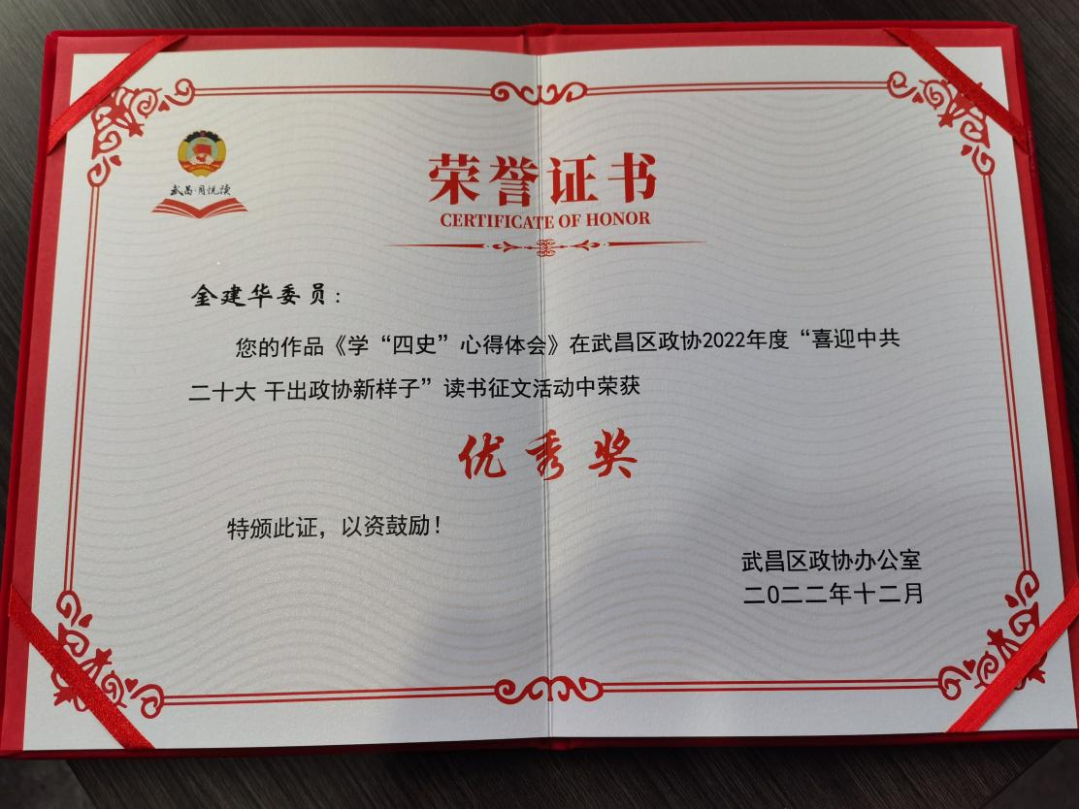 武昌·月悦读
荣誉证书
CERTIFICATE OF HONOR
金建华委员：
您的作品《学“四史”心得体会》在武昌区政协2022年度“喜迎中共
二十大 干出政协新样子”读书征文活动中荣获
优秀奖
特颁此证，以资鼓励！
武昌区政协办公室
二0二二年十二月